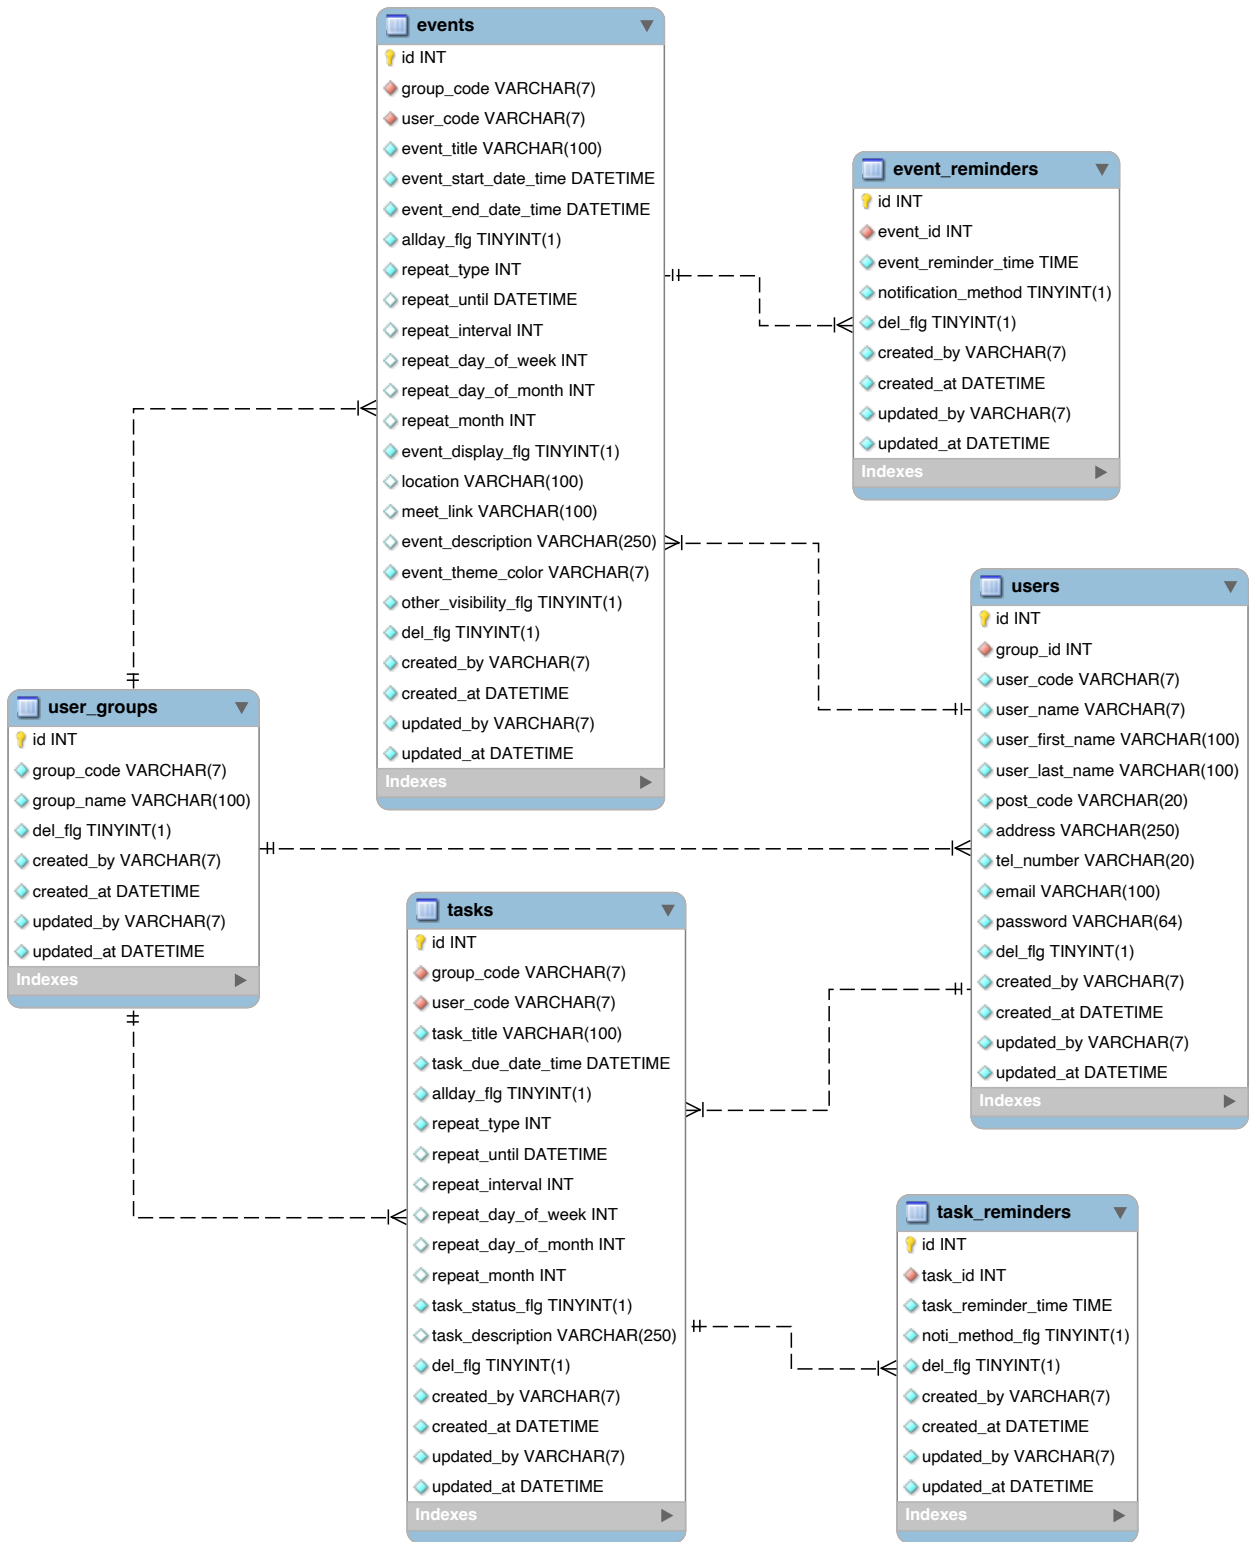 events
id INT
group_code VARCHAR(7)
user_code VARCHAR(7)
event_title VARCHAR(100)
event_start_date_time DATETIME
event_end_date_time DATETIME
allday_flg TINYINT(1)
repeat_type INT
repeat_until DATETIME
repeat_interval INT
repeat_day_of_week INT
repeat_day_of_month INT
repeat_month INT
event_display_flg TINYINT(1)
location VARCHAR(100)
meet_link VARCHAR(100)
event_description VARCHAR(250)
event_theme_color VARCHAR(7)
other_visibility_flg TINYINT(1)
del_flg TINYINT(1)
created_by VARCHAR(7)
created_at DATETIME
updated_by VARCHAR(7)
updated_at DATETIME
Indexes
event_reminders
id INT
event_id INT
event_reminder_time TIME
notification_method TINYINT(1)
del_flg TINYINT(1)
created_by VARCHAR(7)
created_at DATETIME
updated_by VARCHAR(7)
updated_at DATETIME
Indexes
users
id INT
group_id INT
user_code VARCHAR(7)
user_name VARCHAR(7)
user_first_name VARCHAR(100)
user_last_name VARCHAR(100)
post_code VARCHAR(20)
address VARCHAR(250)
tel_number VARCHAR(20)
email VARCHAR(100)
password VARCHAR(64)
del_flg TINYINT(1)
created_by VARCHAR(7)
created_at DATETIME
updated_by VARCHAR(7)
updated_at DATETIME
Indexes
user_groups
id INT
group_code VARCHAR(7)
group_name VARCHAR(100)
del_flg TINYINT(1)
created_by VARCHAR(7)
created_at DATETIME
updated_by VARCHAR(7)
updated_at DATETIME
Indexes
tasks
id INT
group_code VARCHAR(7)
user_code VARCHAR(7)
task_title VARCHAR(100)
task_due_date_time DATETIME
allday_flg TINYINT(1)
repeat_type INT
repeat_until DATETIME
repeat_interval INT
repeat_day_of_week INT
repeat_day_of_month INT
repeat_month INT
task_status_flg TINYINT(1)
task_description VARCHAR(250)
del_flg TINYINT(1)
created_by VARCHAR(7)
created_at DATETIME
updated_by VARCHAR(7)
updated_at DATETIME
Indexes
task_reminders
id INT
task_id INT
task_reminder_time TIME
noti_method_flg TINYINT(1)
del_flg TINYINT(1)
created_by VARCHAR(7)
created_at DATETIME
updated_by VARCHAR(7)
updated_at DATETIME
Indexes